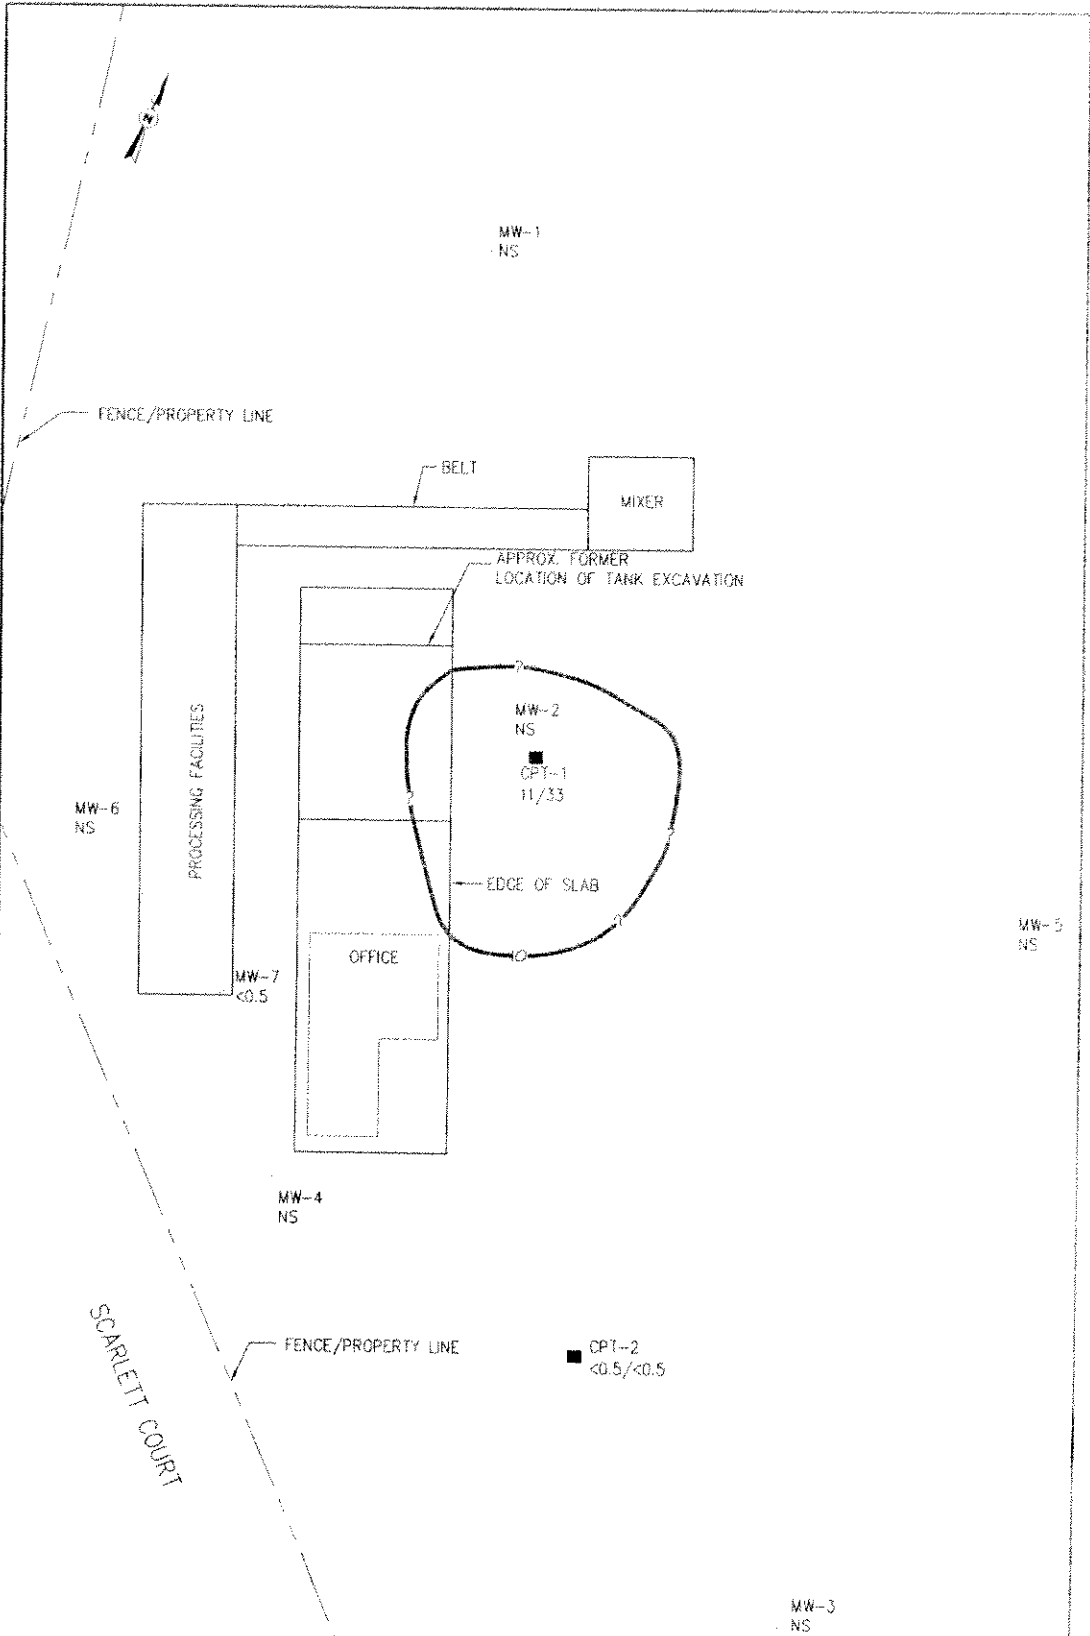 N
MW-1
NS
FENCE/PROPERTY LINE
BELT
MIXER
APPROX. FORMER
LOCATION OF TANK EXCAVATION
?
MW-2
NS
CPT-1
11/33
?
PROCESSING FACILITIES
MW-6
NS
?
EDGE OF SLAB
?
MW-5
NS
10
OFFICE
MW-7
<0.5
MW-4
NS
SCARLETT COURT
FENCE/PROPERTY LINE
CPT-2
<0.5/<0.5
MW-3
NS